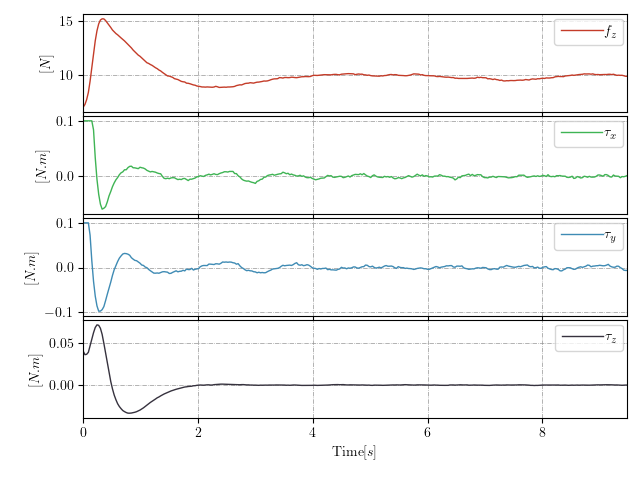 15
10
[N]
f_z
0.1
0.0
[N.m]
τ_x
0.1
0.0
−0.1
[N.m]
τ_y
0.05
0.00
[N.m]
τ_z
0 2 4 6 8
Time[s]